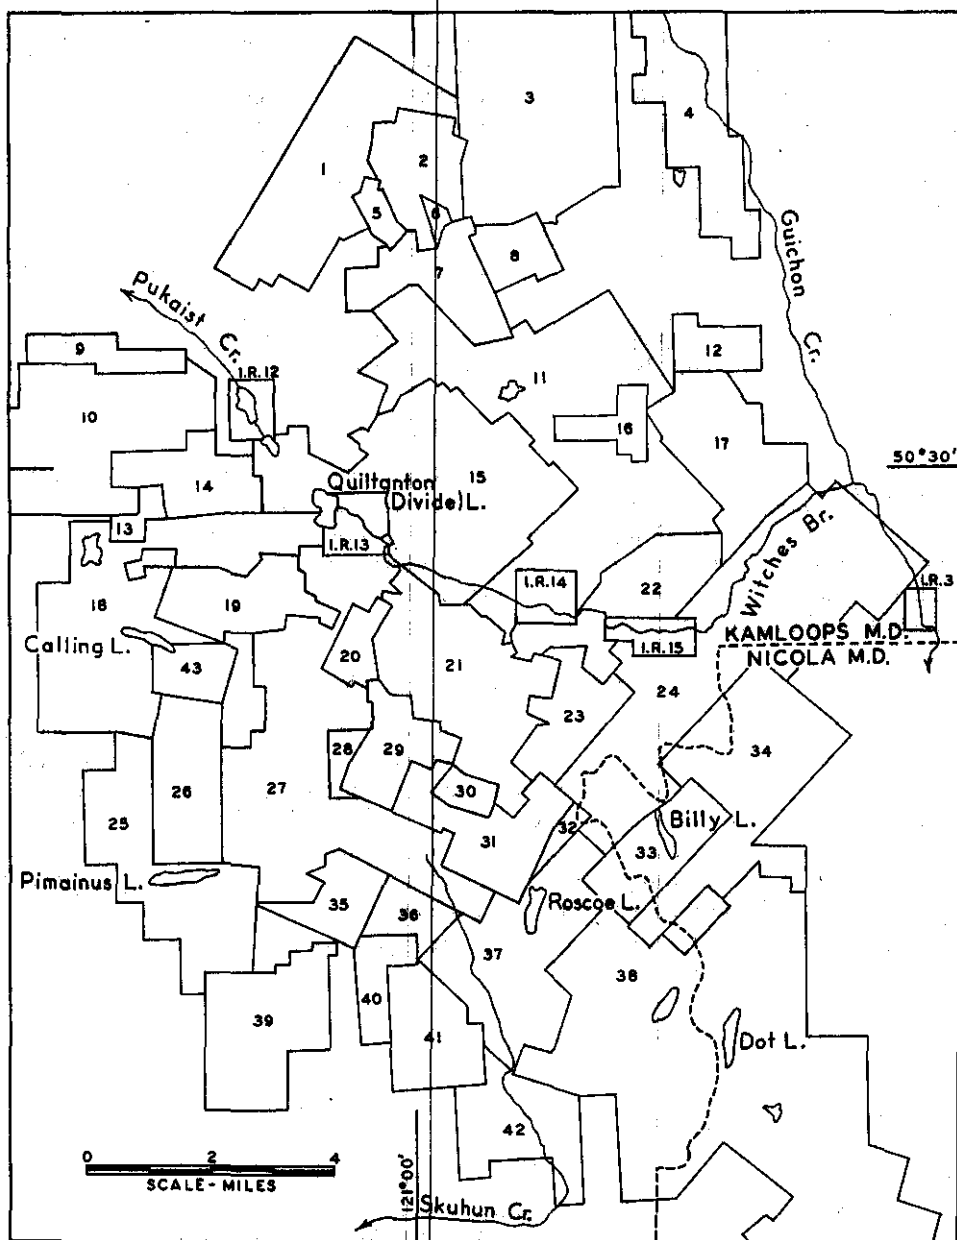 3
4
2
1
5
6
Guichon
Cr.
8
7
Pukaist
Cr.
9
12
I.R.12
11
10
16
17
15
50°30'
14
Quiltanton
(Divide) L.
13
I.R.13
Witches Br.
I.R.14
22
I.R.3
18
19
KAMLOOPS M.D.
Calling L.
20
21
I.R.15
NICOLA M.D.
43
24
23
34
28
29
26
27
30
25
Billy L.
32
31
33
Pimainus L.
35
Roscoe L.
36
37
38
40
39
41
Dot L.
42
0 2 4
SCALE-MILES
121°00'
Skuhun Cr.